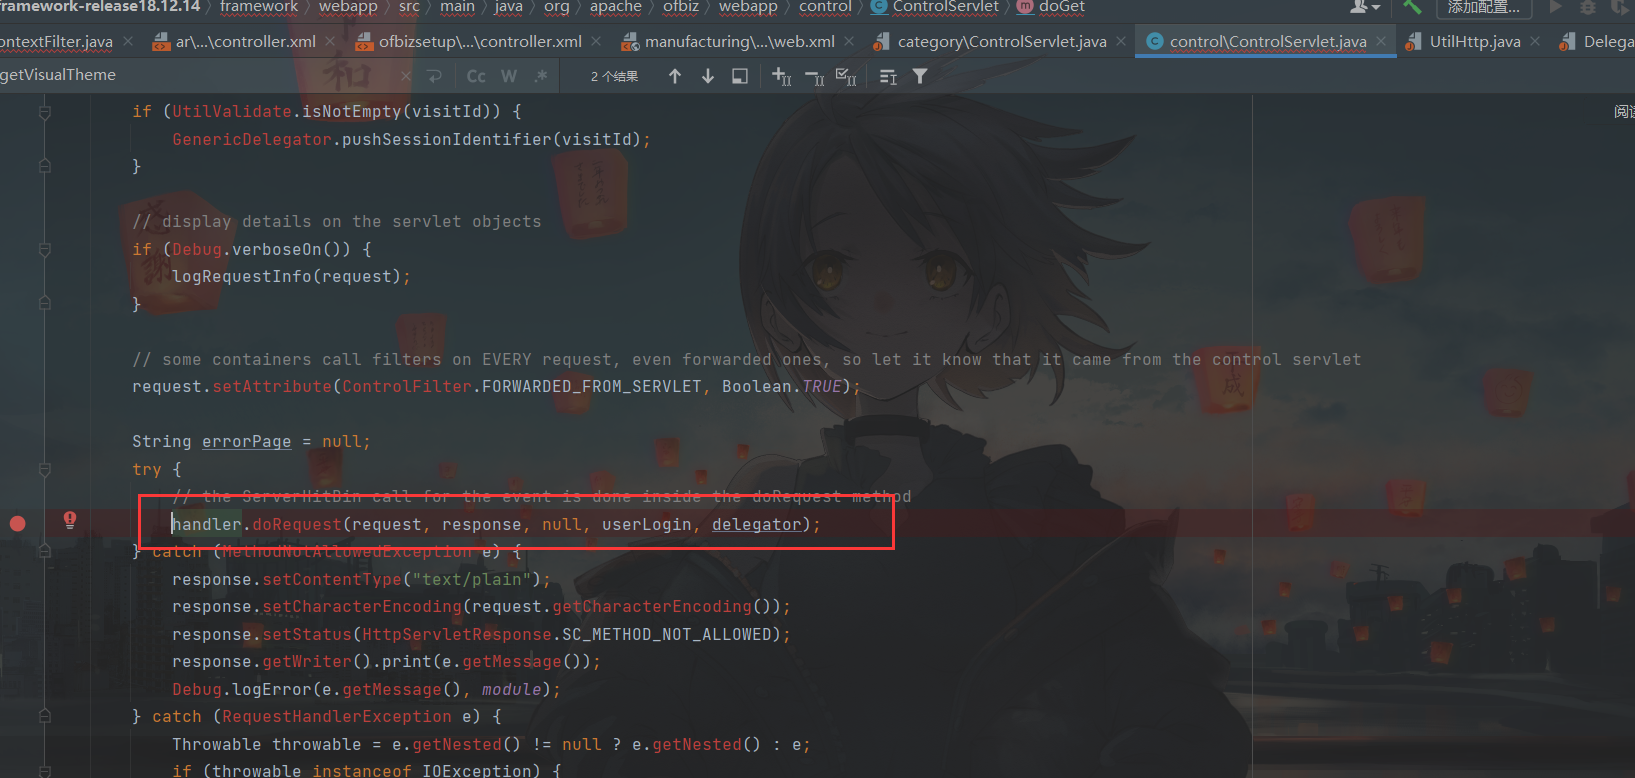 framework-release18.12.14 〉 framework 〉 webapp 〉 src 〉 main 〉 java 〉 org 〉 apache 〉 ofbiz 〉 webapp 〉 control 〉 C ControlServlet 〉 m doGet 添加配置...
ontextFilter.java × ar\...\controller.xml × ofbizsetup\...\controller.xml × manufacturing\...\web.xml × category\ControlServlet.java × C control\ControlServlet.java × UtilHttp.java × Delega
getVisualTheme × Cc W .* 2 个结果
if (UtilValidate.isNotEmpty(visitId)) {
GenericDelegator.pushSessionIdentifier(visitId);
}
// display details on the servlet objects
if (Debug.verboseOn()) {
logRequestInfo(request);
}
// some containers call filters on EVERY request, even forwarded ones, so let it know that it came from the control servlet
request.setAttribute(ControlFilter.FORWARDED_FROM_SERVLET, Boolean.TRUE);
String errorPage = null;
try {
// the ServerHitBin call for the event is done inside the doRequest method
handler.doRequest(request, response, null, userLogin, delegator);
} catch (MethodNotAllowedException e) {
response.setContentType("text/plain");
response.setCharacterEncoding(request.getCharacterEncoding());
response.setStatus(HttpServletResponse.SC_METHOD_NOT_ALLOWED);
response.getWriter().print(e.getMessage());
Debug.logError(e.getMessage(), module);
} catch (RequestHandlerException e) {
Throwable throwable = e.getNested() != null ? e.getNested() : e;
if (throwable instanceof IOException) {